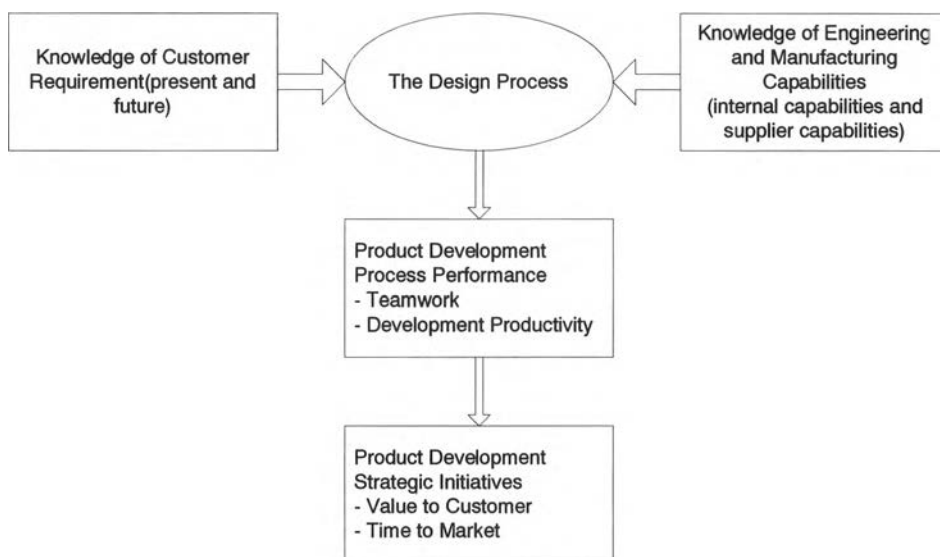 Knowledge of Customer
Requirement(present and
future)
The Design Process
Knowledge of Engineering
and Manufacturing
Capabilities
(internal capabilities and
supplier capabilities)
Product Development
Process Performance
- Teamwork
- Development Productivity
Product Development
Strategic Initiatives
- Value to Customer
- Time to Market